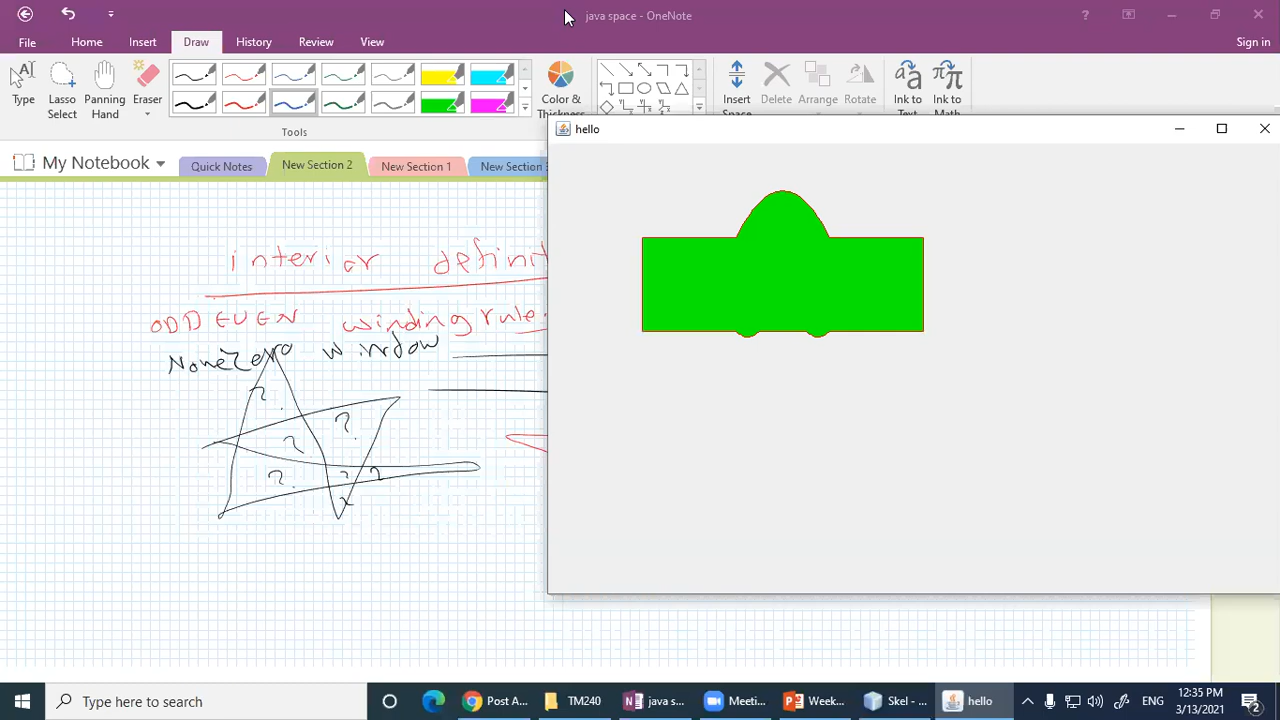 java space - OneNote
?
File
Home
Insert
Draw
History
Review
View
Sign in
Type
Lasso Select
Panning Hand
Eraser
Color & Thickness
Insert Space
Delete
Arrange
Rotate
Ink to Text
Ink to Math
Tools
My Notebook
Quick Notes
New Section 2
New Section 1
New Section
hello
interior definit
ODD EVEN winding rule
NoneZero window
?
?
?
?
?
?
x
Type here to search
Post A...
TM240
java s...
Meeti...
Week...
Skel - ...
hello
ENG
12:35 PM
3/13/2021
2